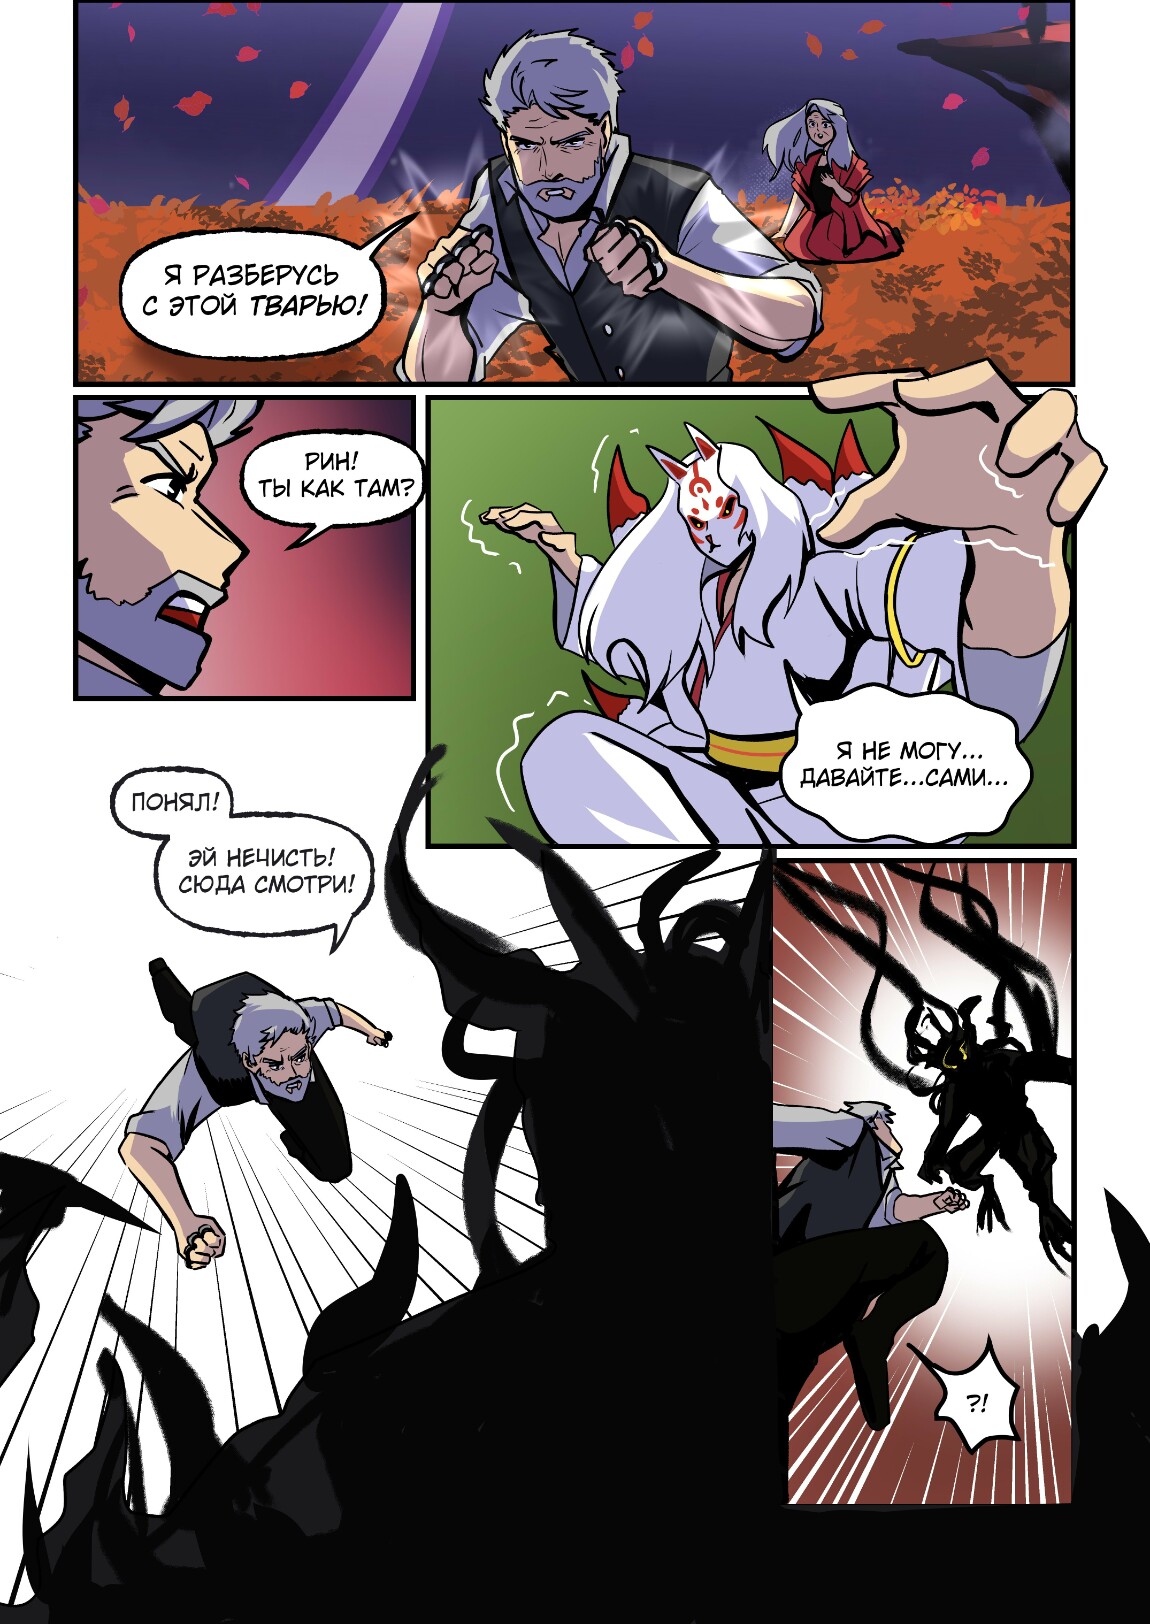 Я РАЗБЕРУСЬ
С ЭТОЙ ТВАРЬЮ!
РИН!
ТЫ КАК ТАМ?
Я НЕ МОГУ...
ДАВАЙТЕ...САМИ...
ПОНЯЛ!
ЭЙ НЕЧИСТЬ!
СЮДА СМОТРИ!
?!